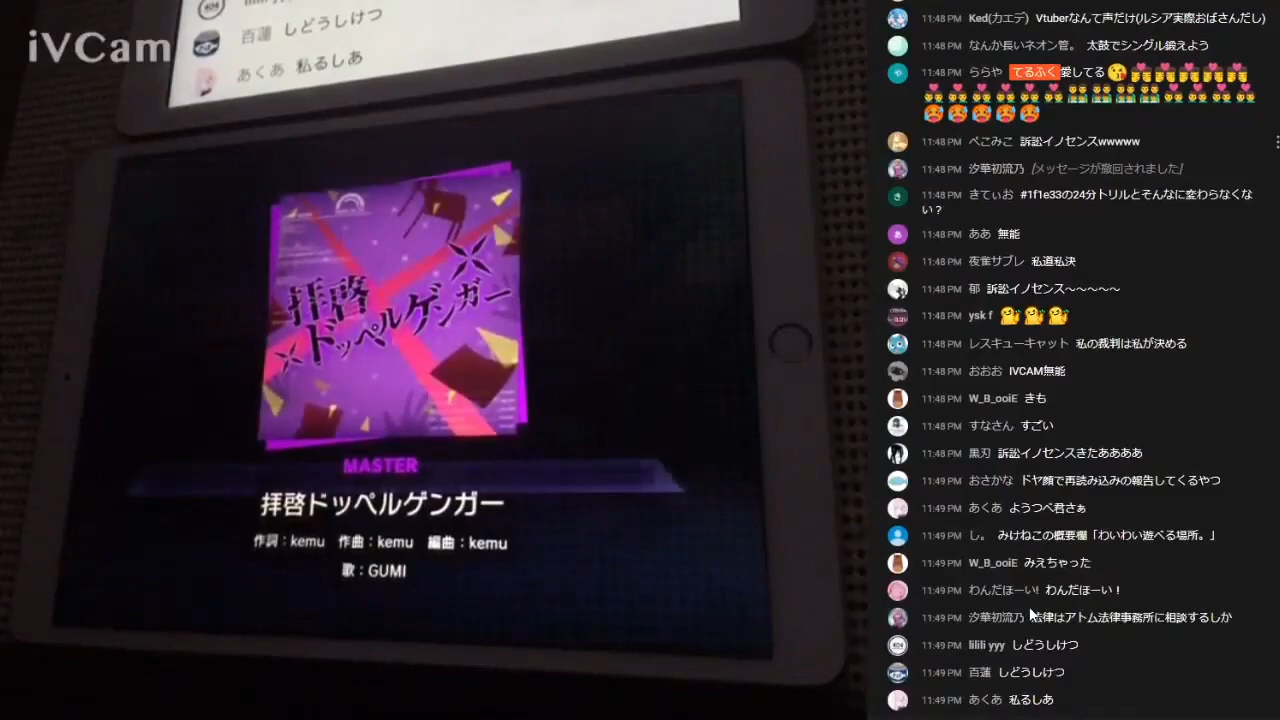 iVCam
百蓮 しどうしけつ
あくあ 私るしあ
拝啓
ドッペルゲンガー
MASTER
拝啓ドッペルゲンガー
作詞：kemu 作曲：kemu 編曲：kemu
歌：GUMI
11:48 PM Ked(カエデ) Vtuberなんて声だけ(ルシア実際おばさんだし)
11:48 PM なんか長いネオン管。 太鼓でシングル鍛えよう
や 11:48 PM ららや てるふく愛してる
11:48 PM ぺこみこ 訴訟イノセンスwwwww
11:48 PM 汐華初流乃 [メッセージが撤回されました]
き 11:48 PM きてぃお #1f1e33の24分トリルとそんなに変わらなくな
い？
あ 11:48 PM ああ 無能
11:48 PM 夜雀サブレ 私道私決
11:48 PM 郁 訴訟イノセンス～～～～～
11:48 PM ysk f
11:48 PM レスキューキャット 私の裁判は私が決める
11:48 PM おおお IVCAM無能
11:48 PM W_B_ooiE きも
11:48 PM すなさん すごい
11:48 PM 黒刃 訴訟イノセンスきたああああ
11:49 PM おさかな ドヤ顔で再読み込みの報告してくるやつ
11:49 PM あくあ ようつべ君さぁ
11:49 PM し。 みけねこの概要欄「わいわい遊べる場所。」
11:49 PM W_B_ooiE みえちゃった
11:49 PM わんだほーい! わんだほーい！
11:49 PM 汐華初流乃 法律はアトム法律事務所に相談するしか
11:49 PM lilili yyy しどうしけつ
11:49 PM 百蓮 しどうしけつ
11:49 PM あくあ 私るしあ